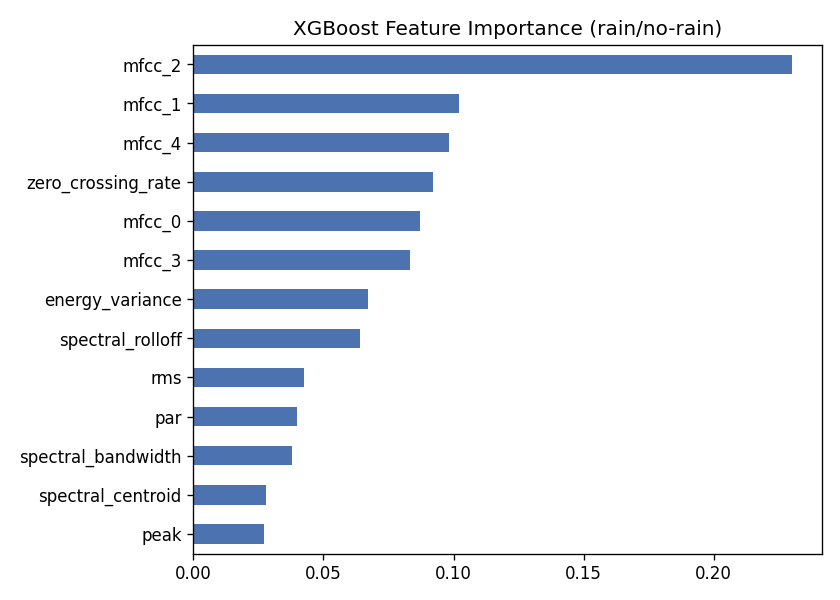 XGBoost Feature Importance (rain/no-rain)
mfcc_2
mfcc_1
mfcc_4
zero_crossing_rate
mfcc_0
mfcc_3
energy_variance
spectral_rolloff
rms
par
spectral_bandwidth
spectral_centroid
peak
0.00 0.05 0.10 0.15 0.20